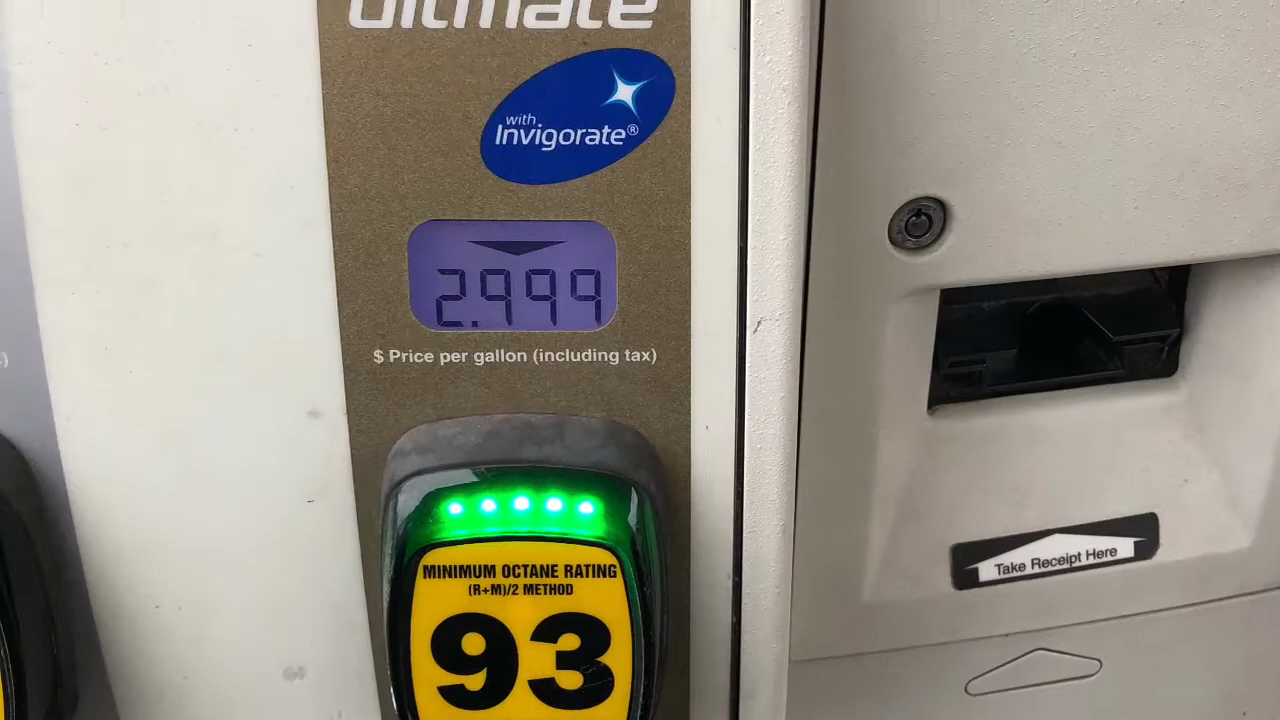 Ultimate
with
Invigorate®
2.999
$ Price per gallon (including tax)
MINIMUM OCTANE RATING
(R+M)/2 METHOD
93
Take Receipt Here